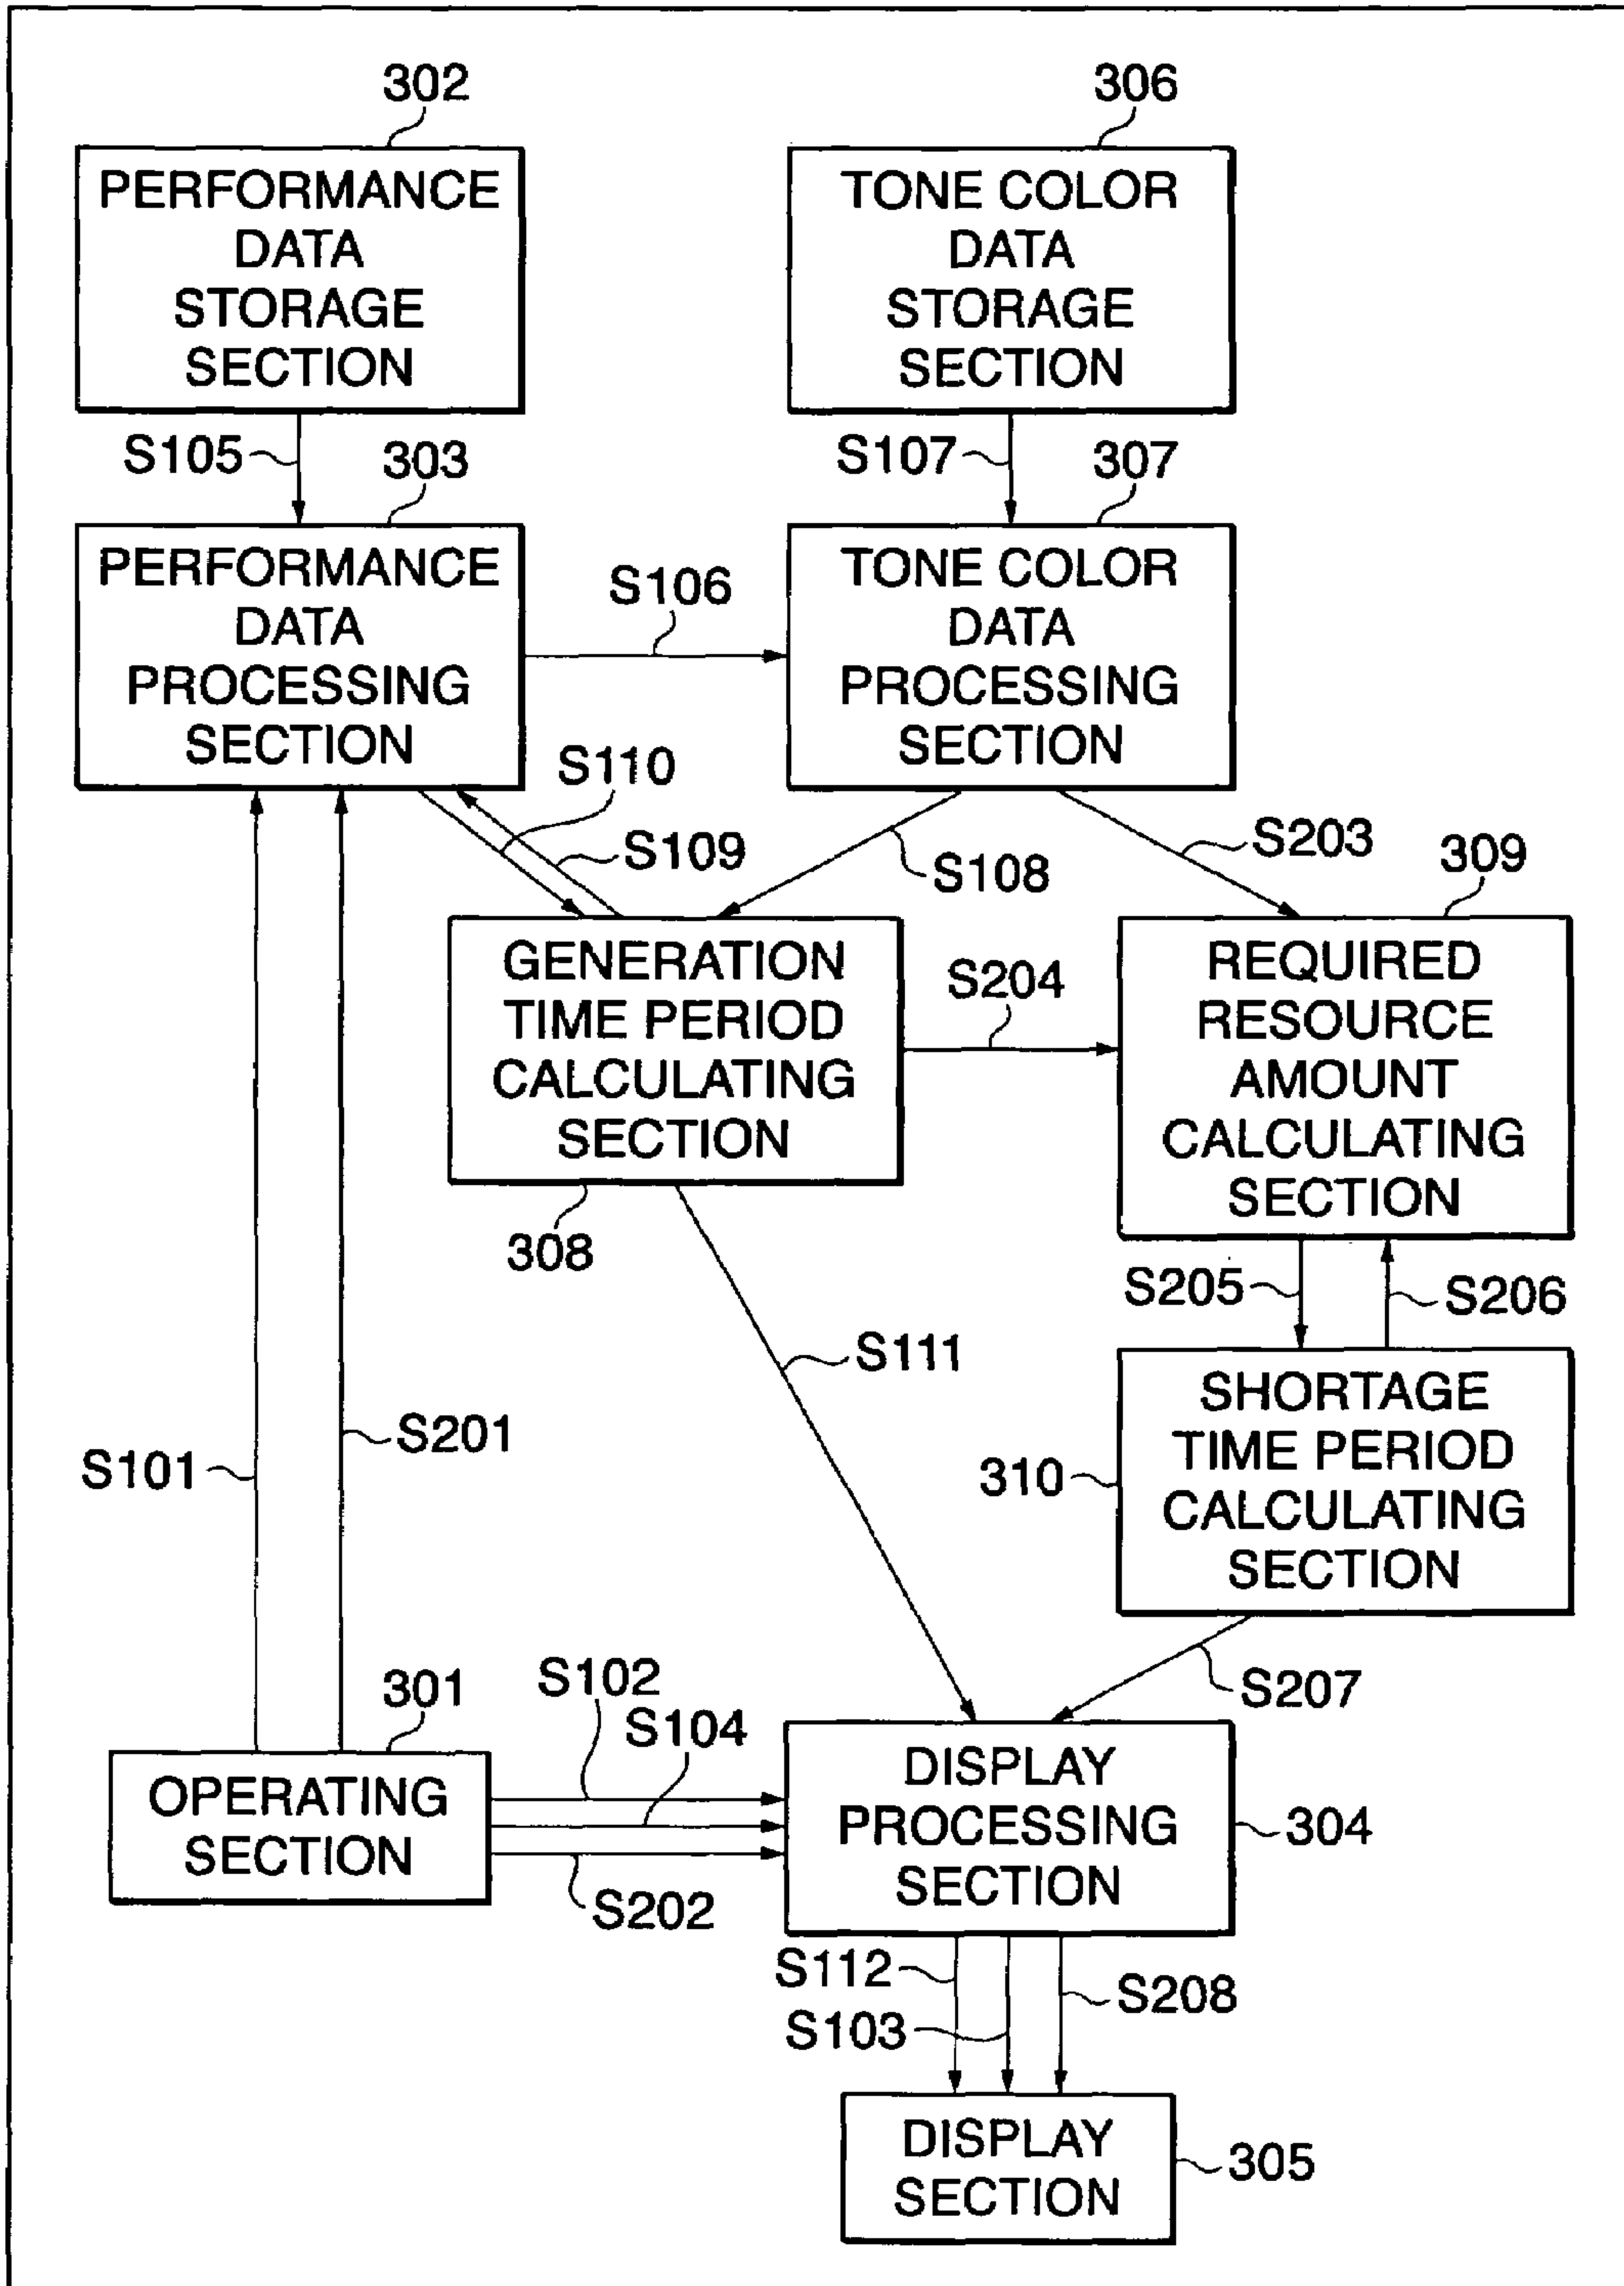 302
306
PERFORMANCE
DATA
STORAGE
SECTION
TONE COLOR
DATA
STORAGE
SECTION
S105
303
S107
307
PERFORMANCE
DATA
PROCESSING
SECTION
S106
TONE COLOR
DATA
PROCESSING
SECTION
S110
S109
S108
S203
309
GENERATION
TIME PERIOD
CALCULATING
SECTION
308
S204
REQUIRED
RESOURCE
AMOUNT
CALCULATING
SECTION
S205
S206
S111
S101
S201
310
SHORTAGE
TIME PERIOD
CALCULATING
SECTION
S207
301
S102
S104
OPERATING
SECTION
S202
DISPLAY
PROCESSING
SECTION
304
S112
S103
S208
DISPLAY
SECTION
305